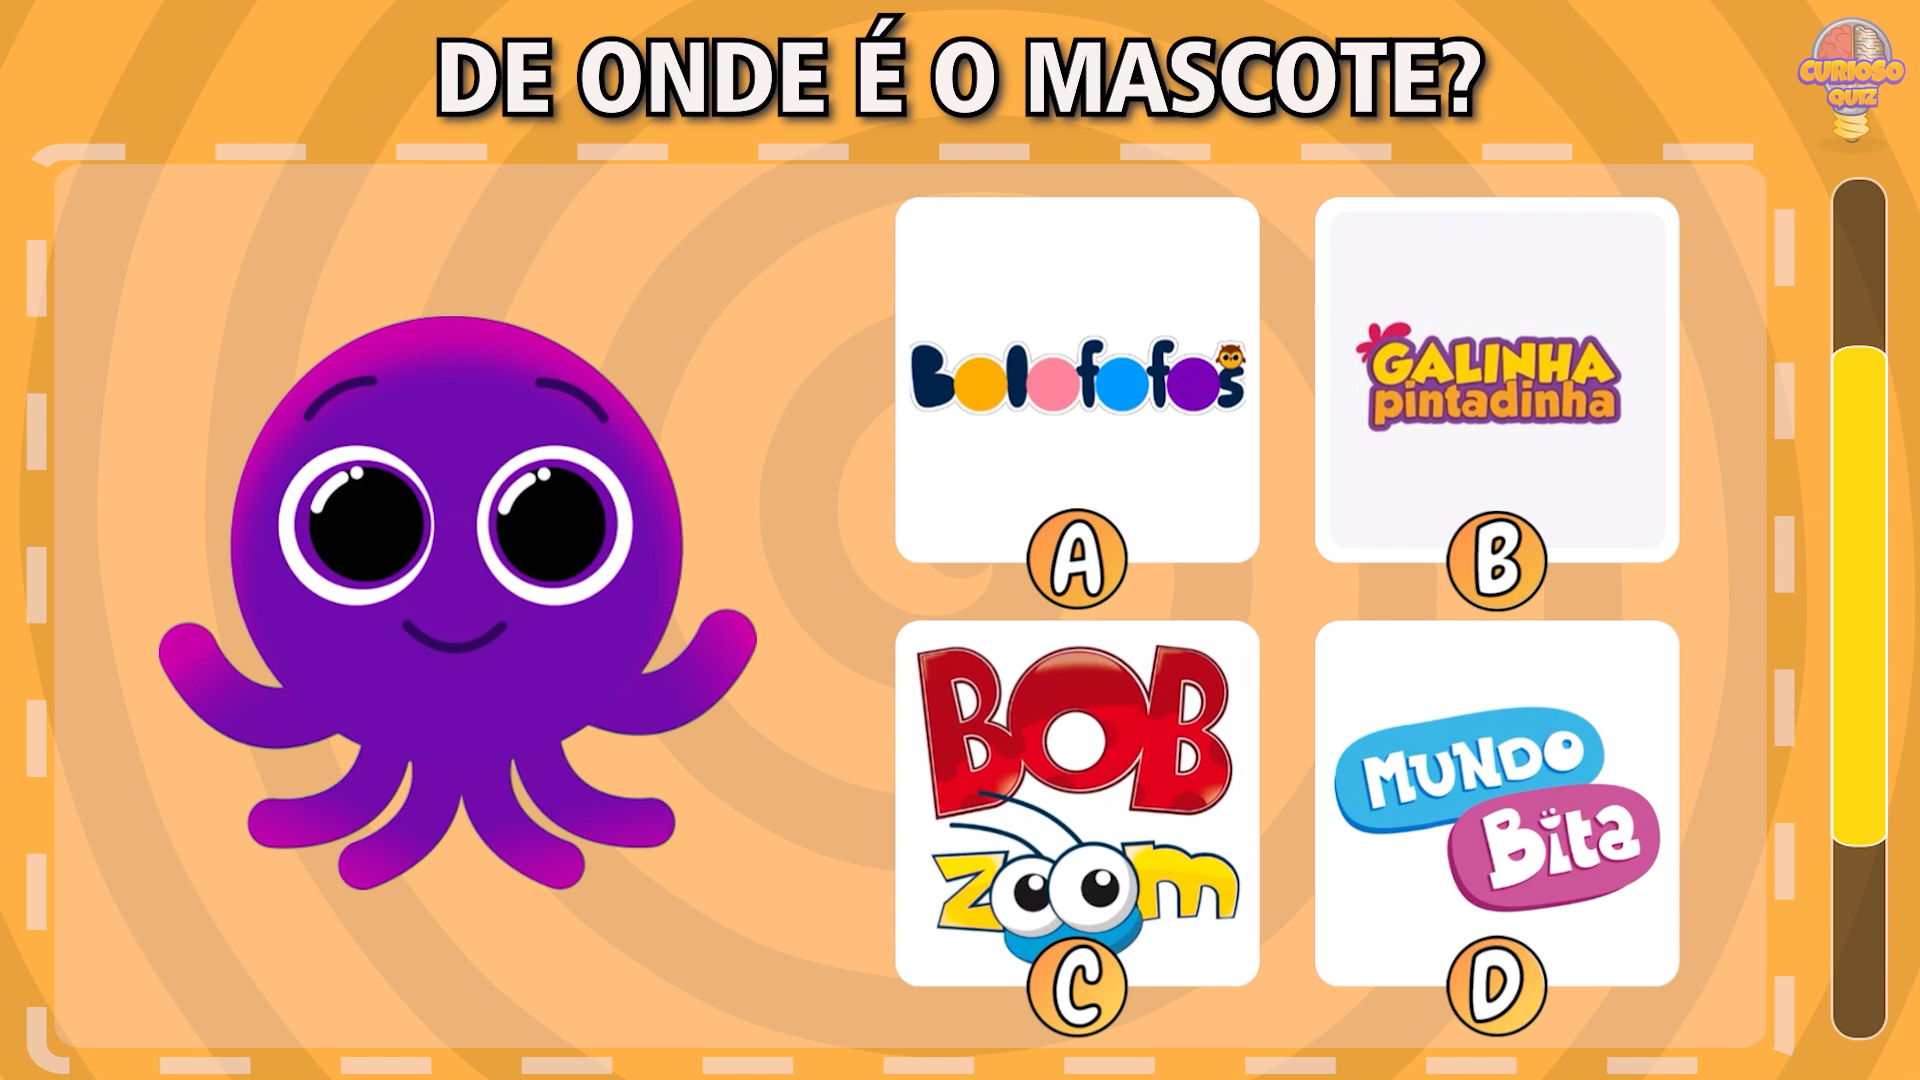 DE ONDE É O MASCOTE?
CURIOSO
QUIZ
Bolofofos
A
GALINHA
pintadinha
B
BOB
zoom
C
MUNDO
Bita
D